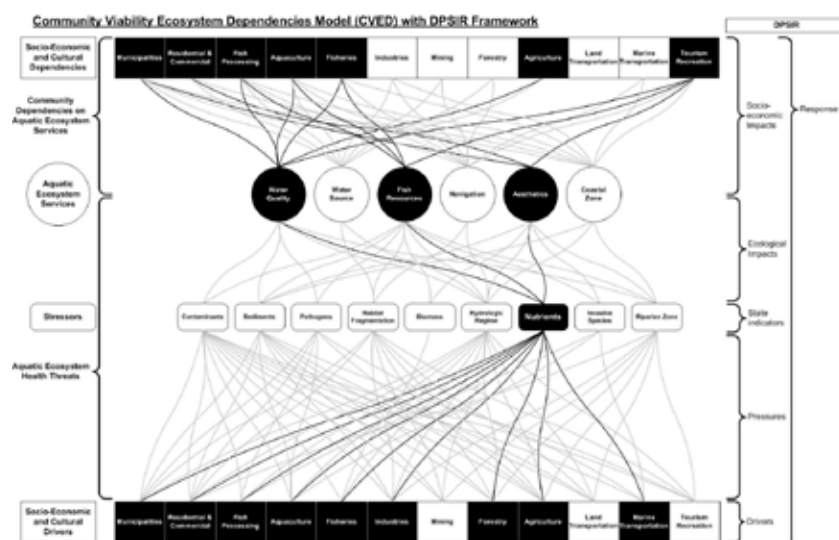 Community Viability Ecosystem Dependencies Model (CVED) with DPSIR Framework
DPSIR
Socio-Economic
and Cultural
Dependencies
Municipalities
Residential &
Commercial
Fish
Processing
Aquaculture
Fisheries
Industries
Mining
Forestry
Agriculture
Land
Transportation
Marine
Transportation
Tourism
Recreation
Community
Dependencies on
Aquatic Ecosystem
Services
Socio-
economic
Impacts
Response
Aquatic
Ecosystem
Services
Water
Quality
Water
Source
Fish
Resources
Navigation
Aesthetics
Coastal
Zone
Ecological
Impacts
Stressors
Contaminants
Sediments
Pathogens
Habitat
Fragmentation
Biomass
Hydrologic
Regime
Nutrients
Invasive
Species
Riparian Zone
State
indicators
Aquatic Ecosystem
Health Threats
Pressures
Socio-Economic
and Cultural
Drivers
Municipalities
Residential &
Commercial
Fish
Processing
Aquaculture
Fisheries
Industries
Mining
Forestry
Agriculture
Land
Transportation
Marine
Transportation
Tourism
Recreation
Drivers